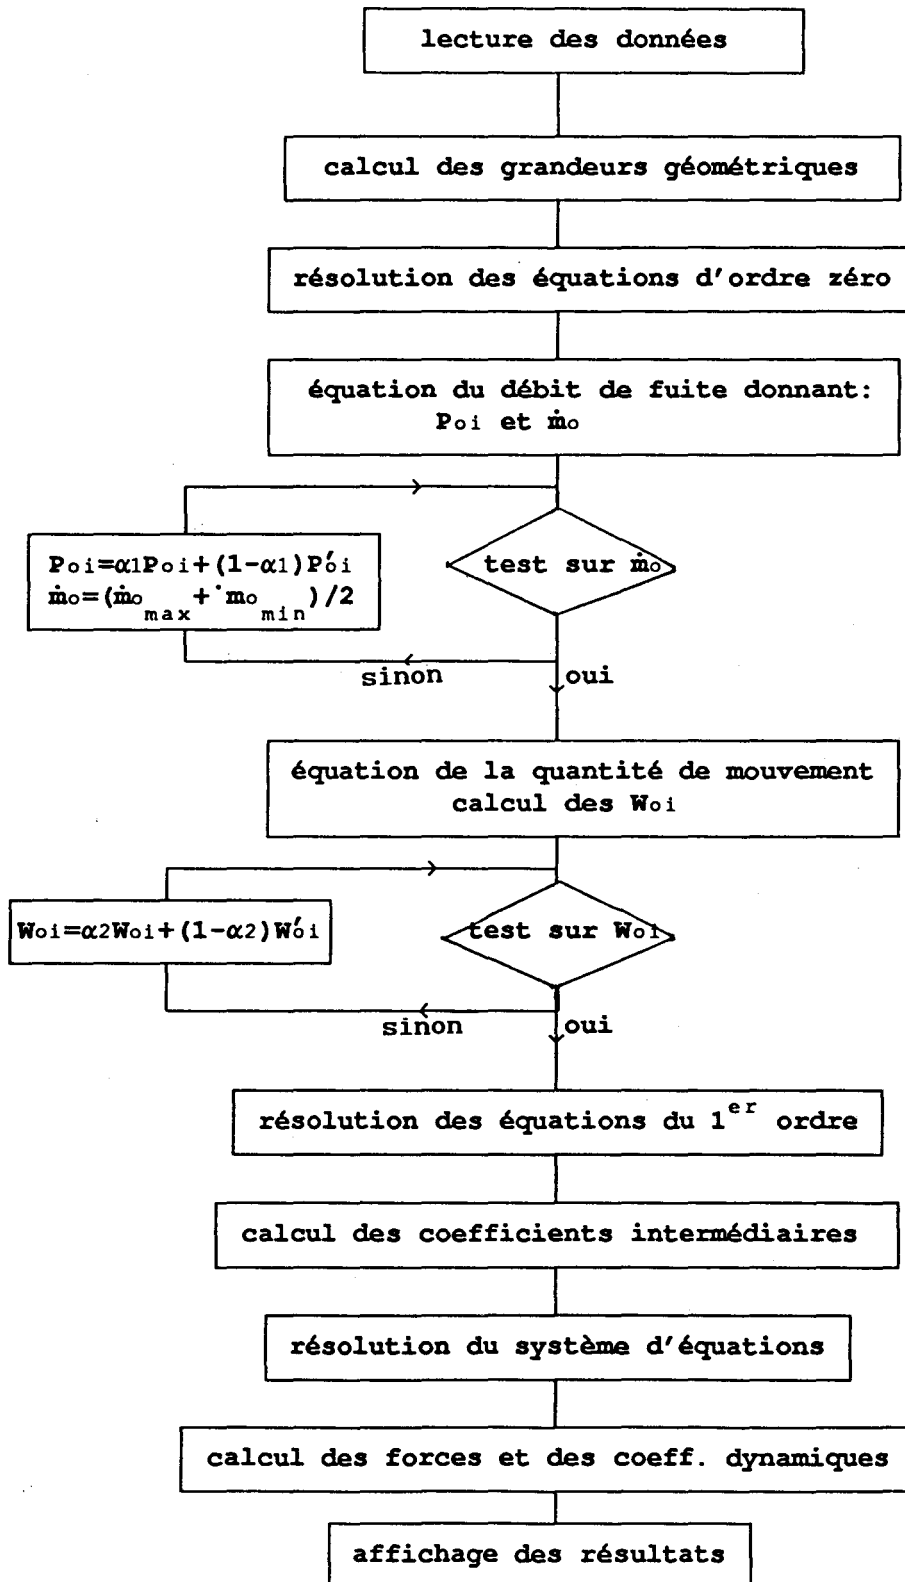 lecture des données
calcul des grandeurs géométriques
résolution des équations d'ordre zéro
équation du débit de fuite donnant:
Poi et ṁo
Poi=α1Poi+(1-α1)P'oi
ṁo=(ṁo max+ ṁo min)/2
test sur ṁo
sinon
oui
équation de la quantité de mouvement
calcul des Woi
Woi=α2Woi+(1-α2)W'oi
test sur Woi
sinon
oui
résolution des équations du 1er ordre
calcul des coefficients intermédiaires
résolution du système d'équations
calcul des forces et des coeff. dynamiques
affichage des résultats